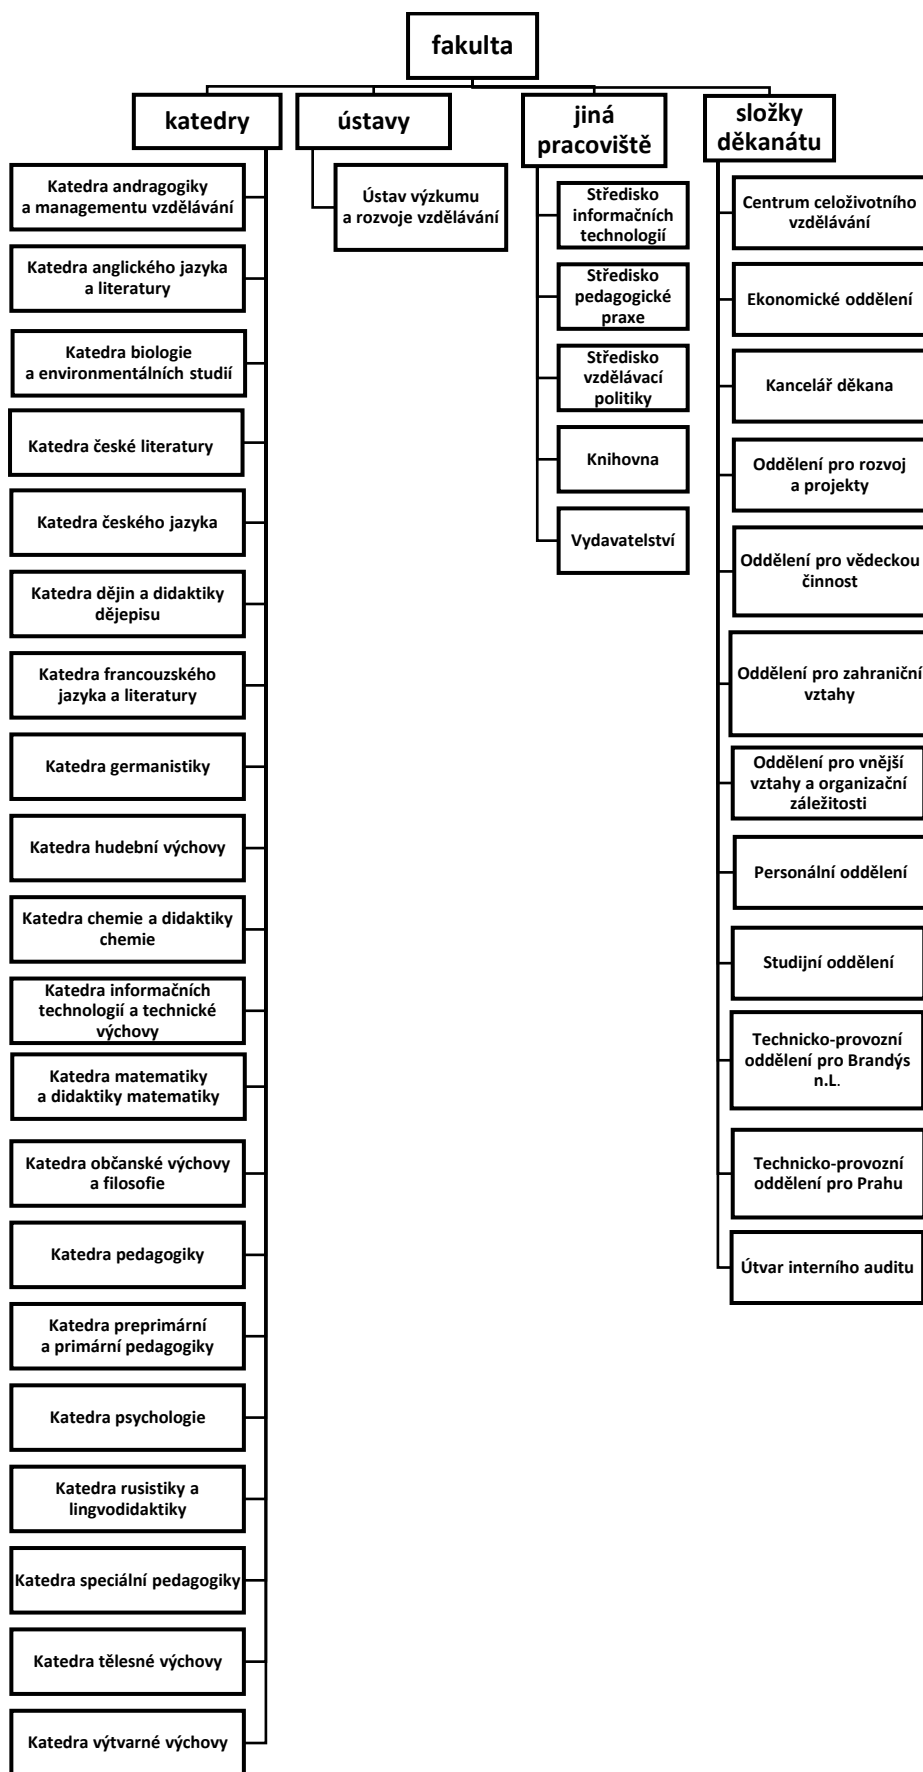 fakulta
katedry
ústavy
jiná
pracoviště
složky
děkanátu
Katedra andragogiky
a managementu vzdělávání
Katedra anglického jazyka
a literatury
Katedra biologie
a environmentálních studií
Katedra české literatury
Katedra českého jazyka
Katedra dějin a didaktiky
dějepisu
Katedra francouzského
jazyka a literatury
Katedra germanistiky
Katedra hudební výchovy
Katedra chemie a didaktiky
chemie
Katedra informačních
technologií a technické
výchovy
Katedra matematiky
a didaktiky matematiky
Katedra občanské výchovy
a filosofie
Katedra pedagogiky
Katedra preprimární
a primární pedagogiky
Katedra psychologie
Katedra rusistiky a
lingvodidaktiky
Katedra speciální pedagogiky
Katedra tělesné výchovy
Katedra výtvarné výchovy
Ústav výzkumu
a rozvoje vzdělávání
Středisko
informačních
technologií
Středisko
pedagogické
praxe
Středisko
vzdělávací
politiky
Knihovna
Vydavatelství
Centrum celoživotního
vzdělávání
Ekonomické oddělení
Kancelář děkana
Oddělení pro rozvoj
a projekty
Oddělení pro vědeckou
činnost
Oddělení pro zahraniční
vztahy
Oddělení pro vnější
vztahy a organizační
záležitosti
Personální oddělení
Studijní oddělení
Technicko-provozní
oddělení pro Brandýs
n.L.
Technicko-provozní
oddělení pro Prahu
Útvar interního auditu